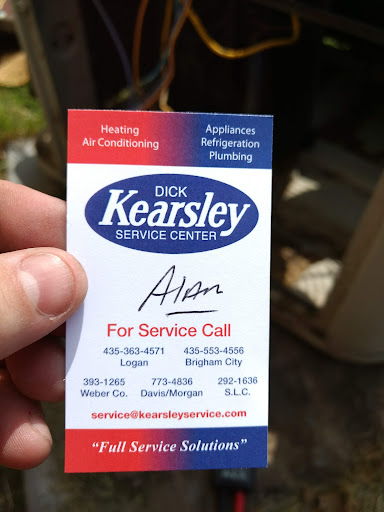 Heating
Air Conditioning
Appliances
Refrigeration
Plumbing
DICK
Kearsley
SERVICE CENTER
Alan
For Service Call
435-363-4571 435-553-4556
Logan Brigham City
393-1265 773-4836 292-1636
Weber Co. Davis/Morgan S.L.C.
service@kearsleyservice.com
“Full Service Solutions”